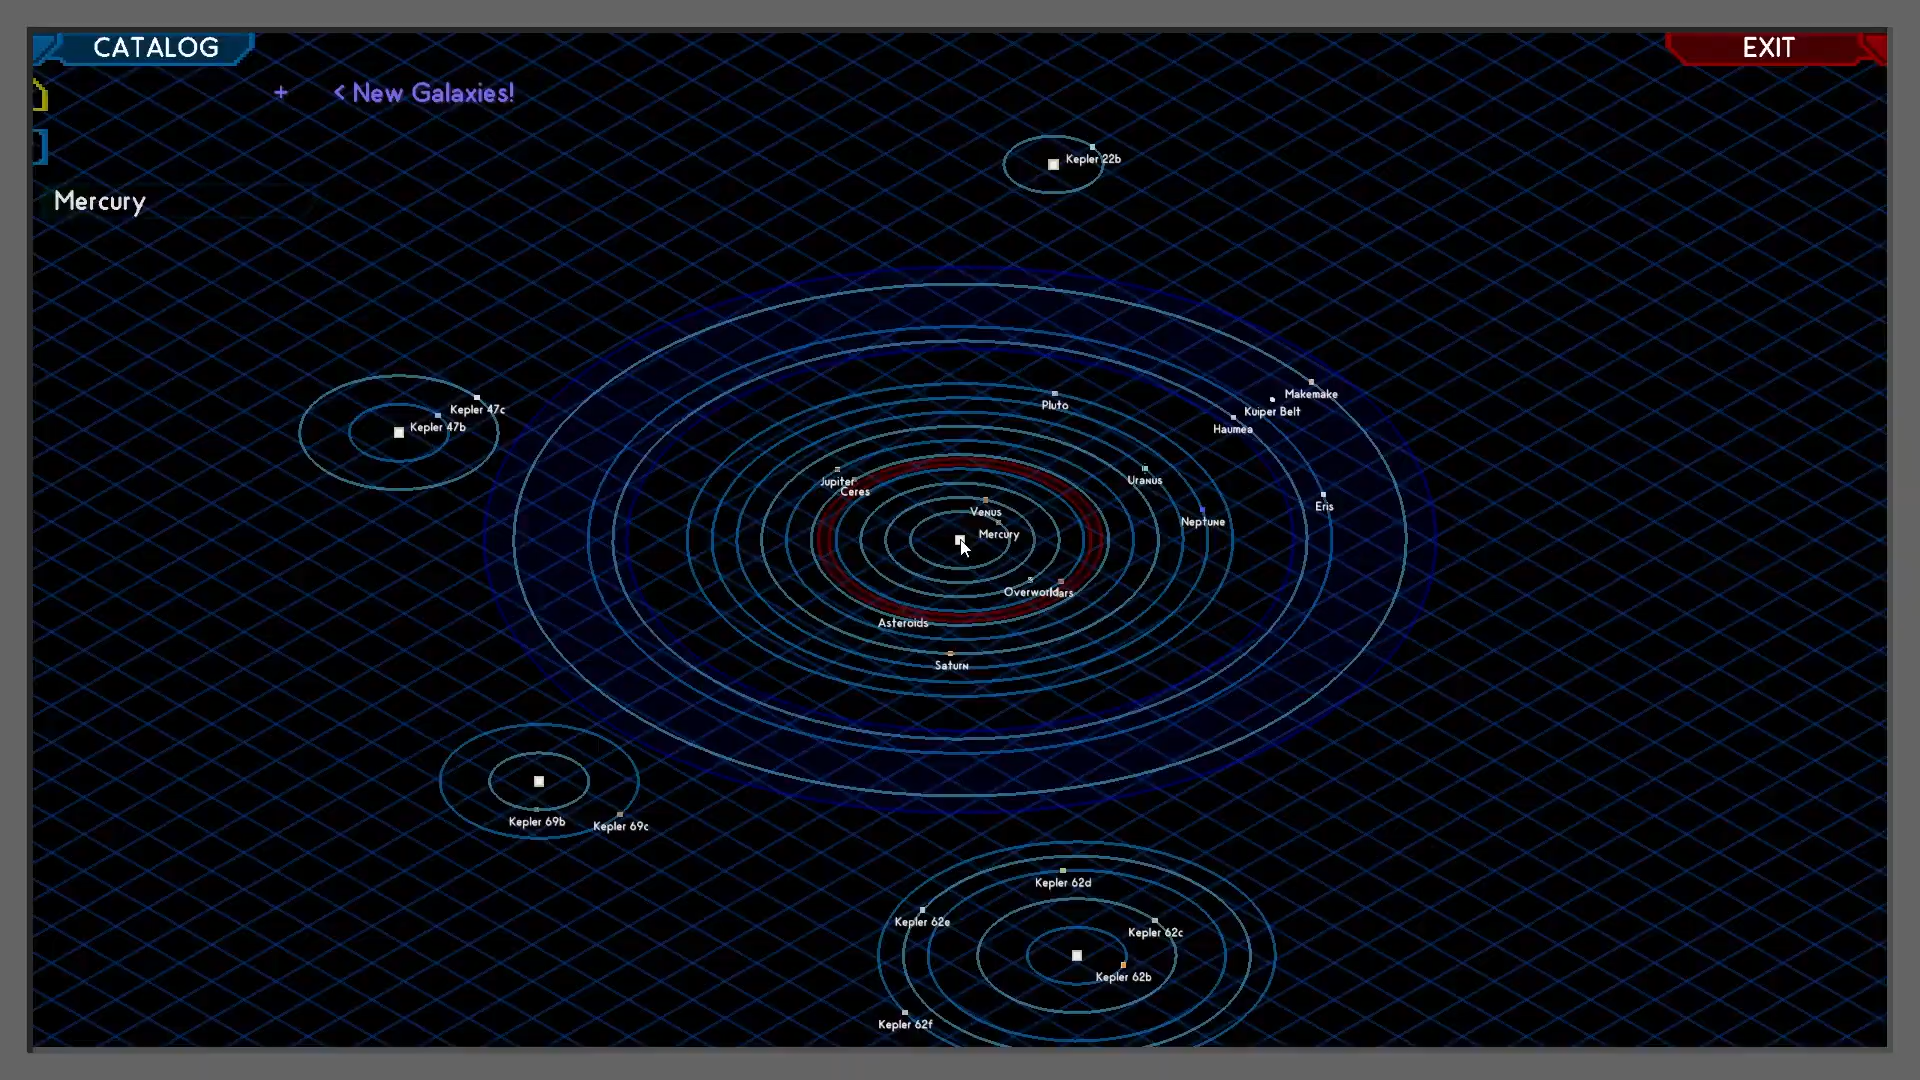 CATALOG
EXIT
+ < New Galaxies!
Kepler 22b
Mercury
Makemake
Pluto
Kuiper Belt
Kepler 47c
Kepler 47b
Haumea
Jupiter
Uranus
Ceres
Eris
Venus
Neptune
Mercury
Overworld
Asteroids
Saturn
Kepler 69b
Kepler 69c
Kepler 62d
Kepler 62e
Kepler 62c
Kepler 62b
Kepler 62f